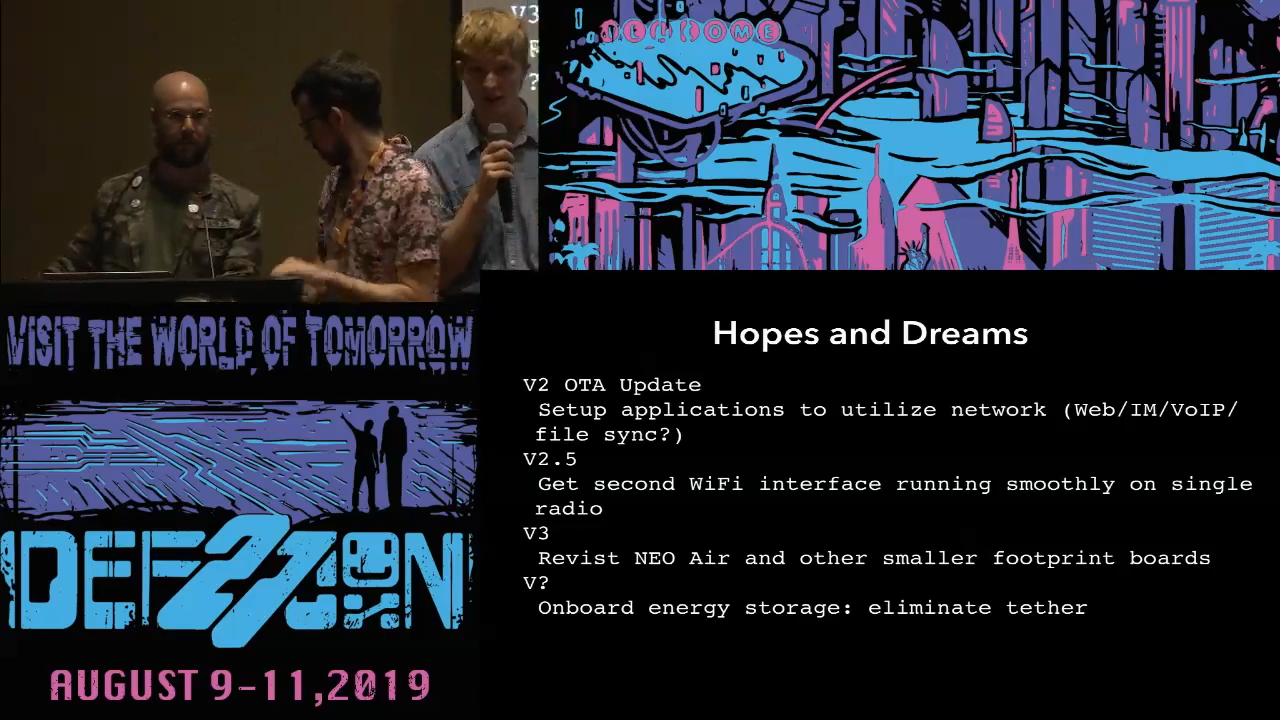 WELCOME
VISIT THE WORLD OF TOMORROW
DEF 27 CON
AUGUST 9-11,2019
Hopes and Dreams
V2 OTA Update
Setup applications to utilize network (Web/IM/VoIP/
file sync?)
V2.5
Get second WiFi interface running smoothly on single
radio
V3
Revist NEO Air and other smaller footprint boards
V?
Onboard energy storage: eliminate tether